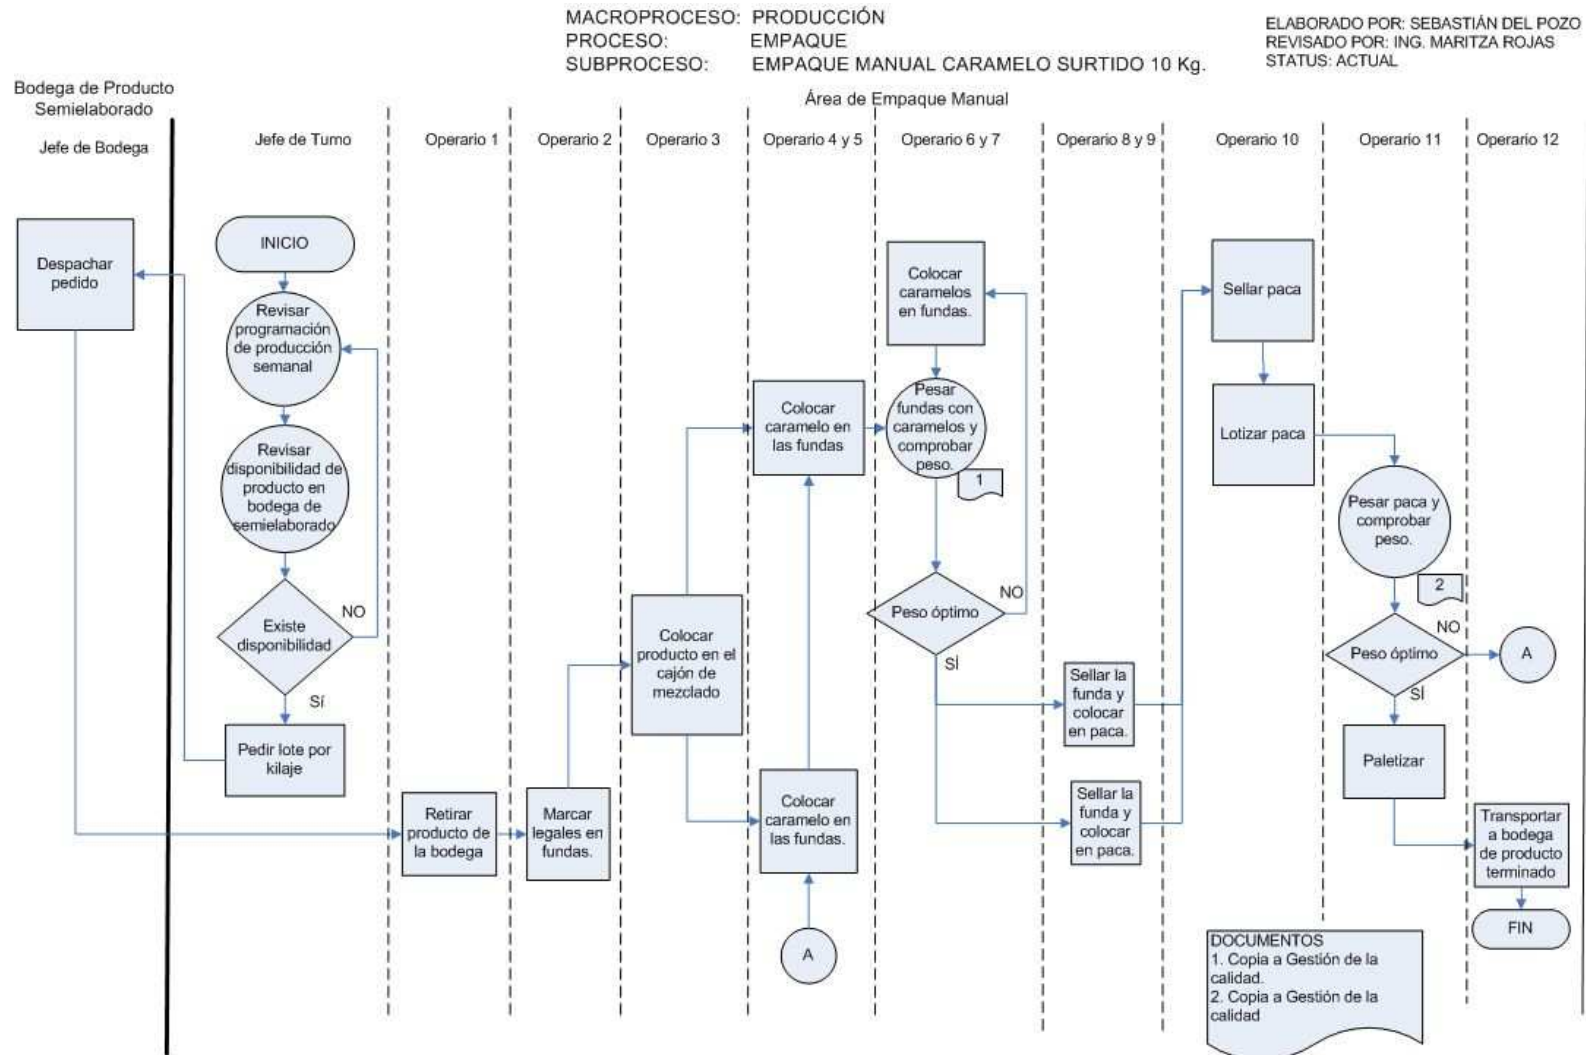 MACROPROCESO: PRODUCCIÓN
PROCESO: EMPAQUE
SUBPROCESO: EMPAQUE MANUAL CARAMELO SURTIDO 10 Kg.
ELABORADO POR: SEBASTIÁN DEL POZO
REVISADO POR: ING. MARITZA ROJAS
STATUS: ACTUAL
Bodega de Producto
Semielaborado
Área de Empaque Manual
Jefe de Bodega
Jefe de Turno
Operario 1
Operario 2
Operario 3
Operario 4 y 5
Operario 6 y 7
Operario 8 y 9
Operario 10
Operario 11
Operario 12
Despachar
pedido
INICIO
Revisar
programación
de producción
semanal
Revisar
disponibilidad de
producto en
bodega de
semielaborado
Existe
disponibilidad
NO
SÍ
Pedir lote por
kilaje
Retirar
producto de
la bodega
Marcar
legales en
fundas.
Colocar
producto en el
cajón de
mezclado
Colocar
caramelo en
las fundas
Colocar
caramelo en
las fundas.
A
Colocar
caramelos
en fundas.
Pesar
fundas con
caramelos y
comprobar
peso.
1
Peso óptimo
NO
SÍ
Sellar la
funda y
colocar
en paca.
Sellar la
funda y
colocar
en paca.
Sellar paca
Lotizar paca
Pesar paca y
comprobar
peso.
2
Peso óptimo
NO
SÍ
A
Paletizar
Transportar
a bodega
de producto
terminado
FIN
DOCUMENTOS
1. Copia a Gestión de la
calidad.
2. Copia a Gestión de la
calidad